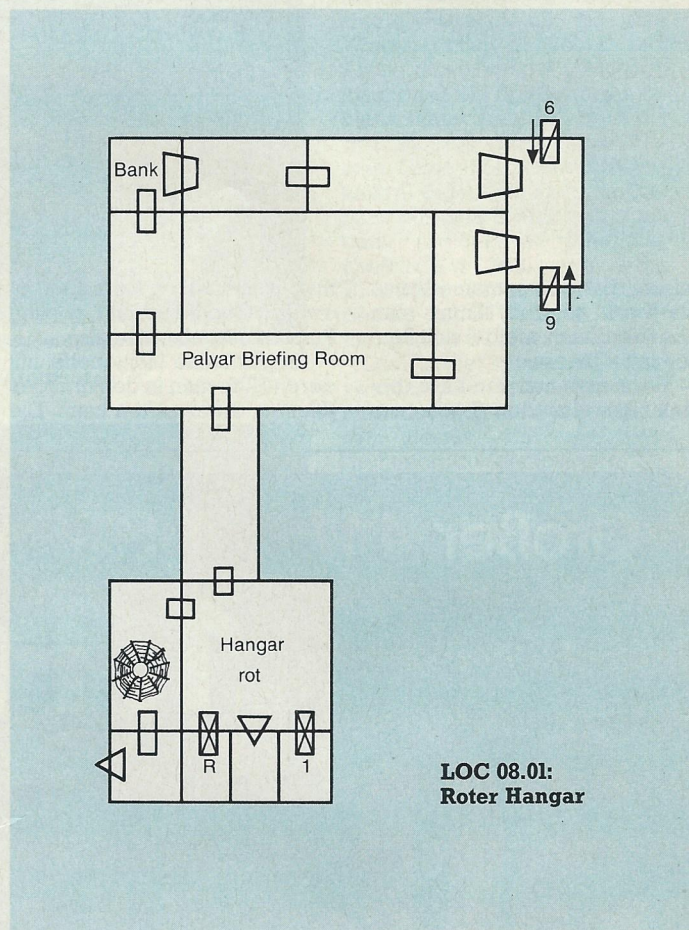 6
Bank
9
Palyar Briefing Room
Hangar
rot
R
1
LOC 08.01:
Roter Hangar